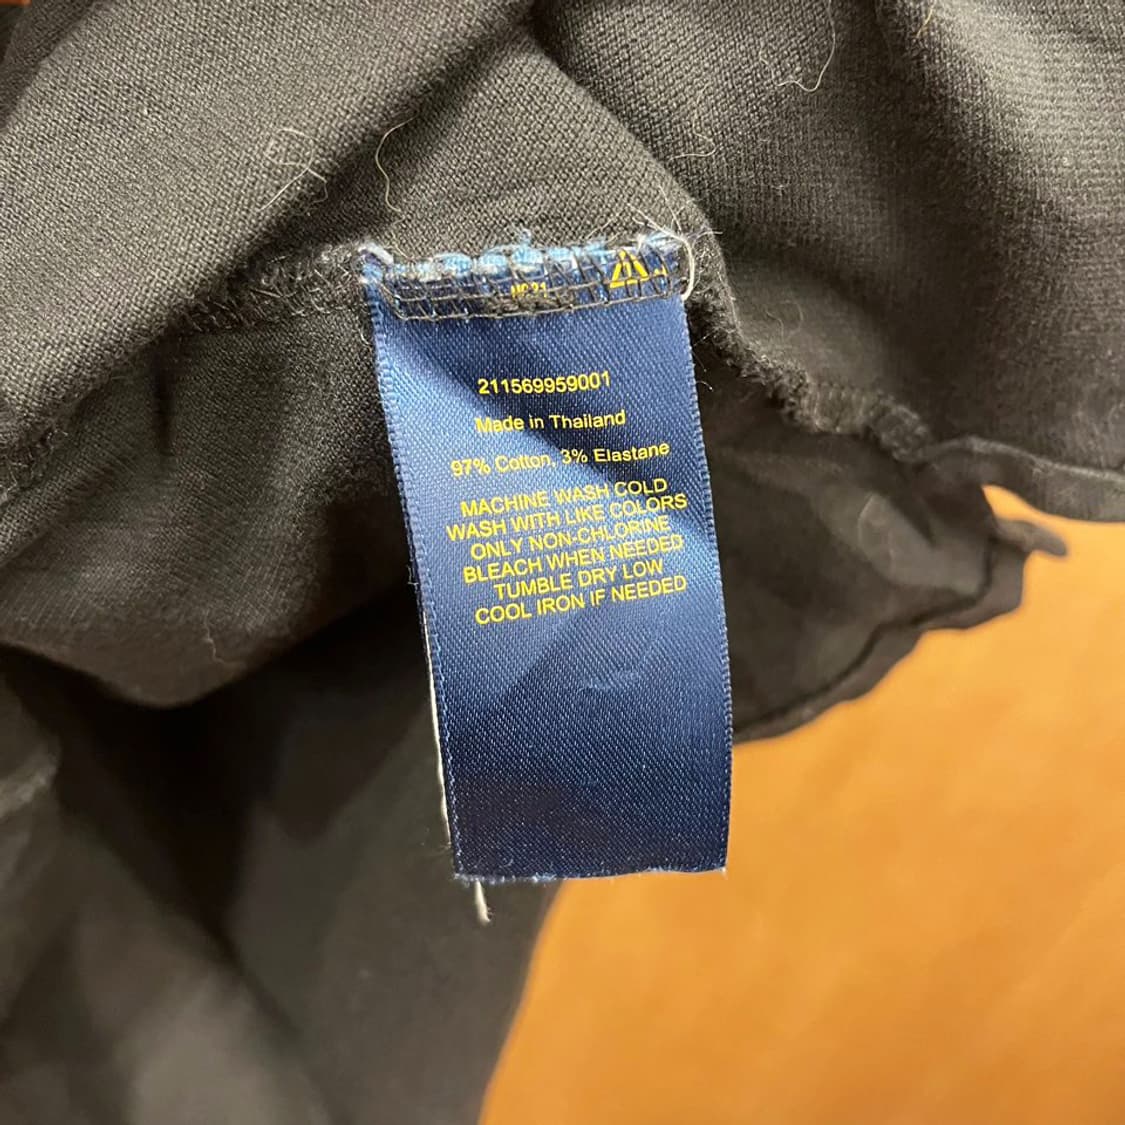 211569959001
Made in Thailand
97% Cotton, 3% Elastane
MACHINE WASH COLD
WASH WITH LIKE COLORS
ONLY NON-CHLORINE
BLEACH WHEN NEEDED
TUMBLE DRY LOW
COOL IRON IF NEEDED